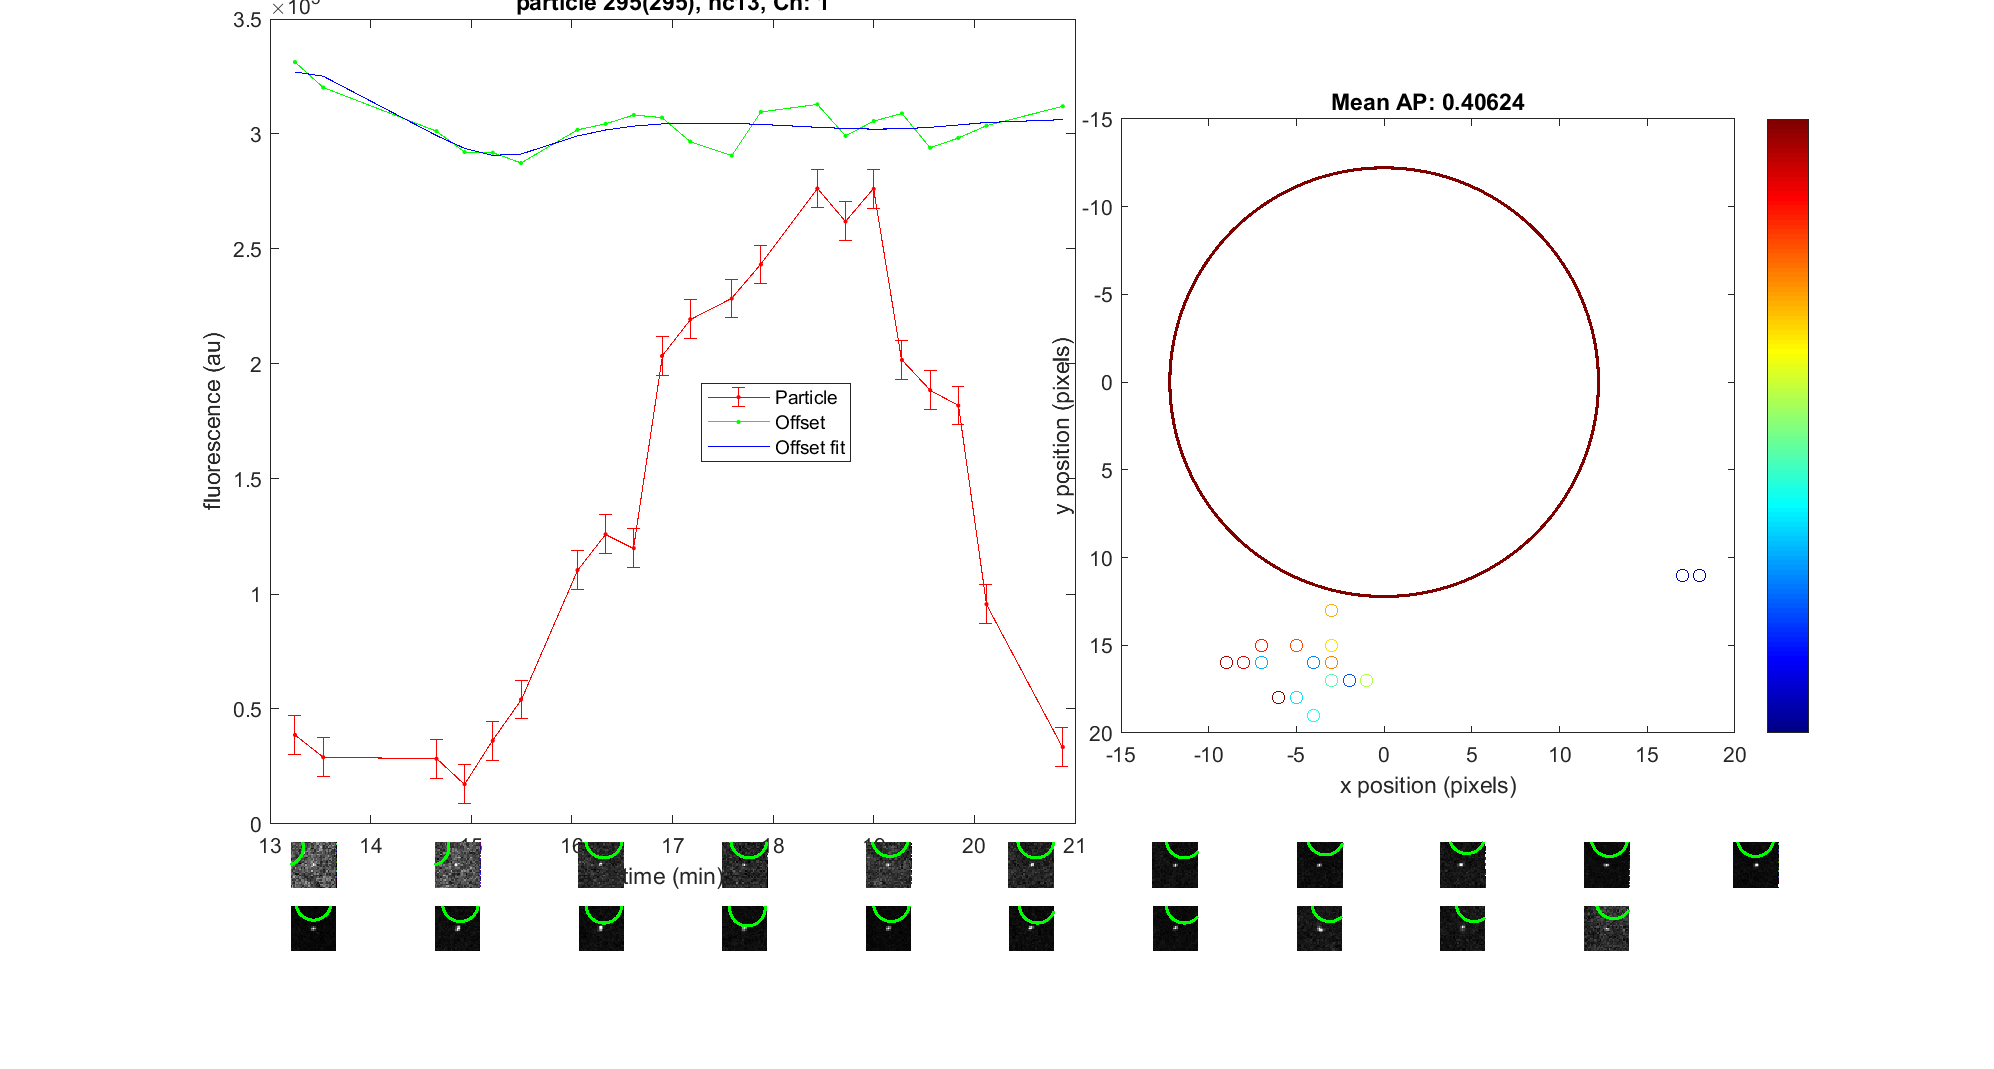 particle 295(295), nc13, Ch: 1
3.5
3
2.5
2
1.5
1
0.5
0
fluorescence (au)
13 14 15 16 17 18 19 20 21
time (min)
Particle
Offset
Offset fit
Mean AP: 0.40624
-15
-10
-5
0
5
10
15
20
y position (pixels)
-15 -10 -5 0 5 10 15 20
x position (pixels)